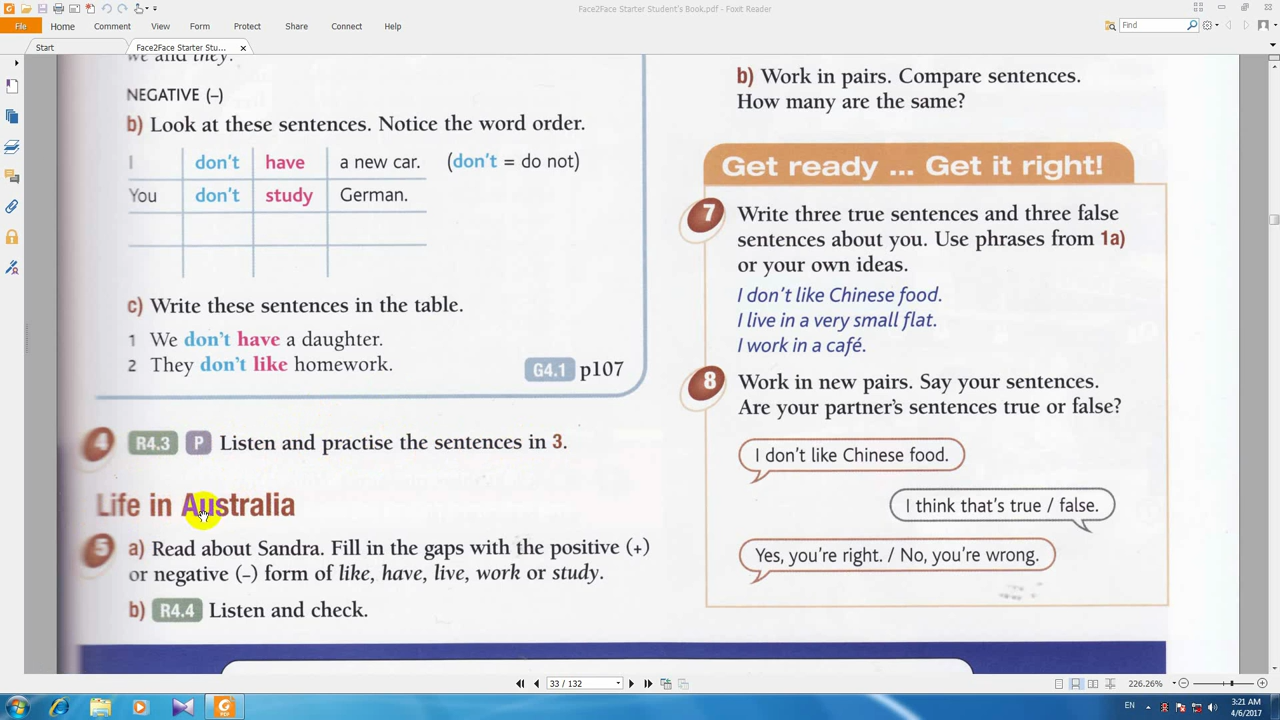 Face2Face Starter Student's Book.pdf - Foxit Reader
File Home Comment View Form Protect Share Connect Help
Find
Start Face2Face Starter Stu... ×
we and they.
NEGATIVE (–)
b) Look at these sentences. Notice the word order.
I don't have a new car. (don't = do not)
You don't study German.
c) Write these sentences in the table.
1 We don't have a daughter.
2 They don't like homework.
G4.1 p107
4 R4.3 P Listen and practise the sentences in 3.
Life in Australia
5 a) Read about Sandra. Fill in the gaps with the positive (+)
or negative (–) form of like, have, live, work or study.
b) R4.4 Listen and check.
b) Work in pairs. Compare sentences.
How many are the same?
Get ready ... Get it right!
7 Write three true sentences and three false
sentences about you. Use phrases from 1a)
or your own ideas.
I don't like Chinese food.
I live in a very small flat.
I work in a café.
8 Work in new pairs. Say your sentences.
Are your partner's sentences true or false?
I don't like Chinese food.
I think that's true / false.
Yes, you're right. / No, you're wrong.
33 / 132
226.26%
EN
3:21 AM
4/6/2017